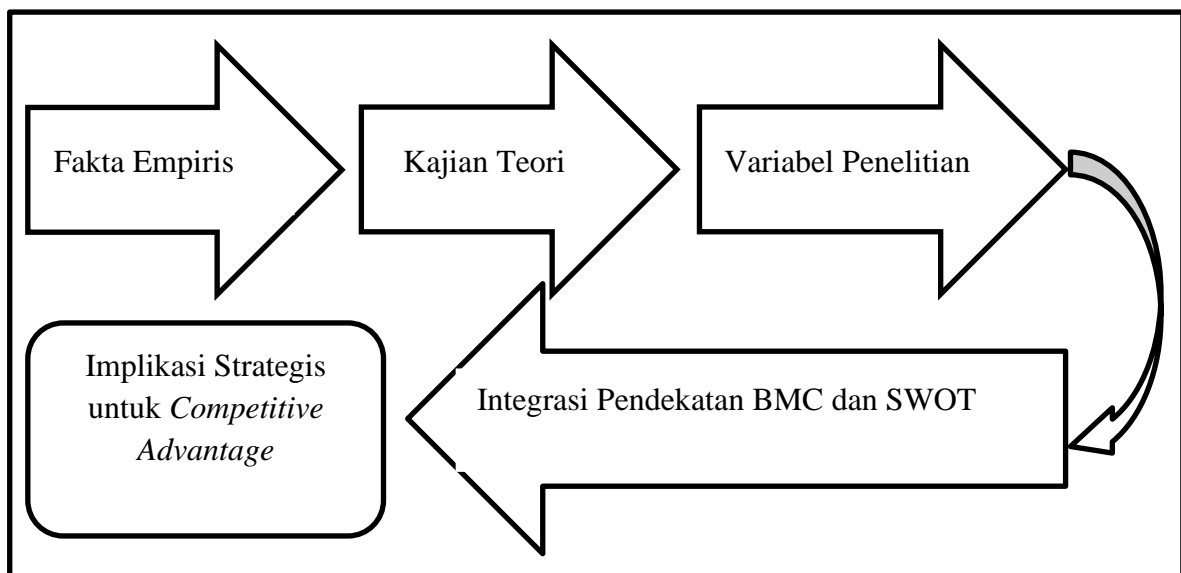 Fakta Empiris
Kajian Teori
Variabel Penelitian
Integrasi Pendekatan BMC dan SWOT
Implikasi Strategis
untuk Competitive
Advantage